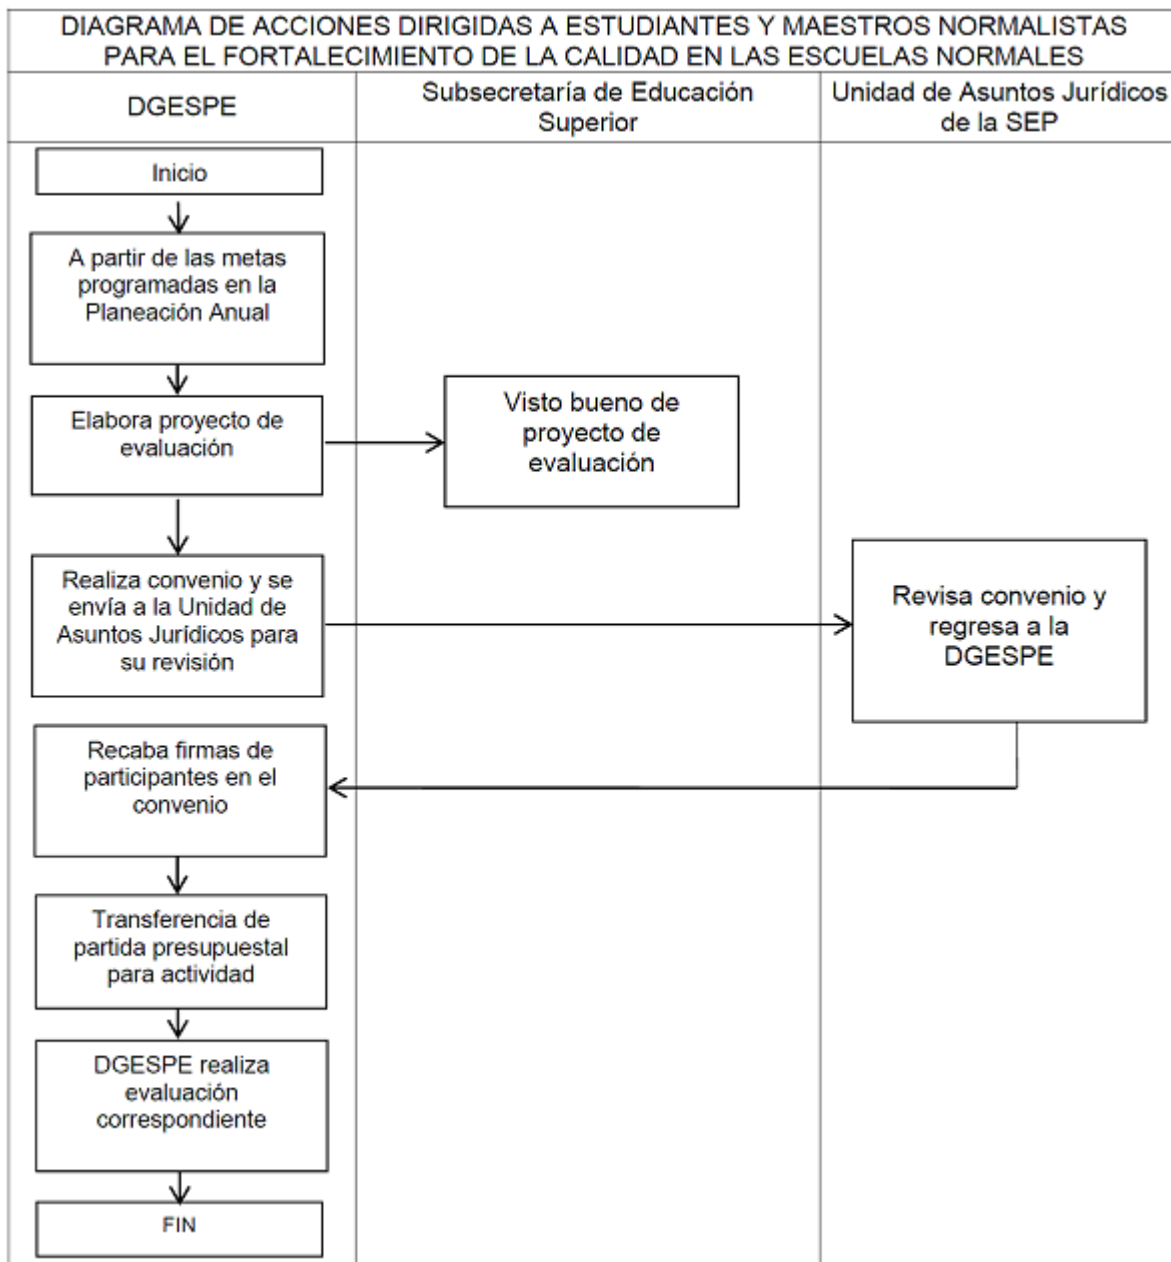 DIAGRAMA DE ACCIONES DIRIGIDAS A ESTUDIANTES Y MAESTROS NORMALISTAS
PARA EL FORTALECIMIENTO DE LA CALIDAD EN LAS ESCUELAS NORMALES
DGESPE
Subsecretaría de Educación
Superior
Unidad de Asuntos Jurídicos
de la SEP
Inicio
A partir de las metas
programadas en la
Planeación Anual
Elabora proyecto de
evaluación
Visto bueno de
proyecto de
evaluación
Realiza convenio y se
envía a la Unidad de
Asuntos Jurídicos para
su revisión
Revisa convenio y
regresa a la
DGESPE
Recaba firmas de
participantes en el
convenio
Transferencia de
partida presupuestal
para actividad
DGESPE realiza
evaluación
correspondiente
FIN